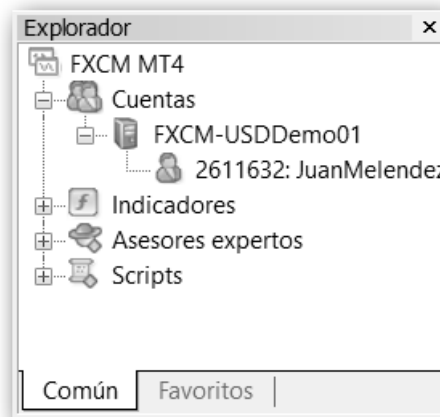 Explorador
FXCM MT4
Cuentas
FXCM-USDDemo01
2611632: JuanMelendez
Indicadores
Asesores expertos
Scripts
Común Favoritos